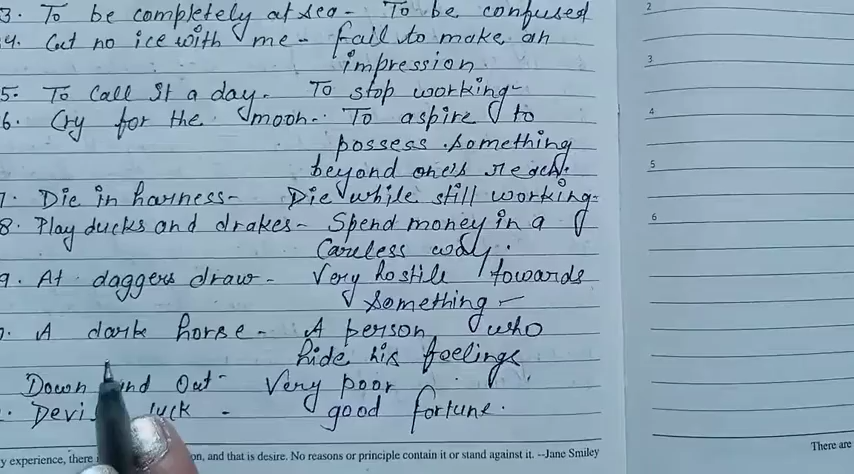 3. To be completely at sea - To be confused
4. Cut no ice with me - fail to make an
impression.
5. To Call It a day - To stop working-
6. Cry for the moon - To aspire to
possess something
beyond one's reach.
7. Die in harness- Die while still working-
8. Play ducks and drakes - Spend money in a
Careless way.
9. At daggers draw - Very hostile towards
something -
A dark horse - A person who
hide his feelings
Down and Out - Very poor
luck - good fortune.
y experience, there on, and that is desire. No reasons or principle contain it or stand against it. --Jane Smiley
2
3
4
5
6
There are